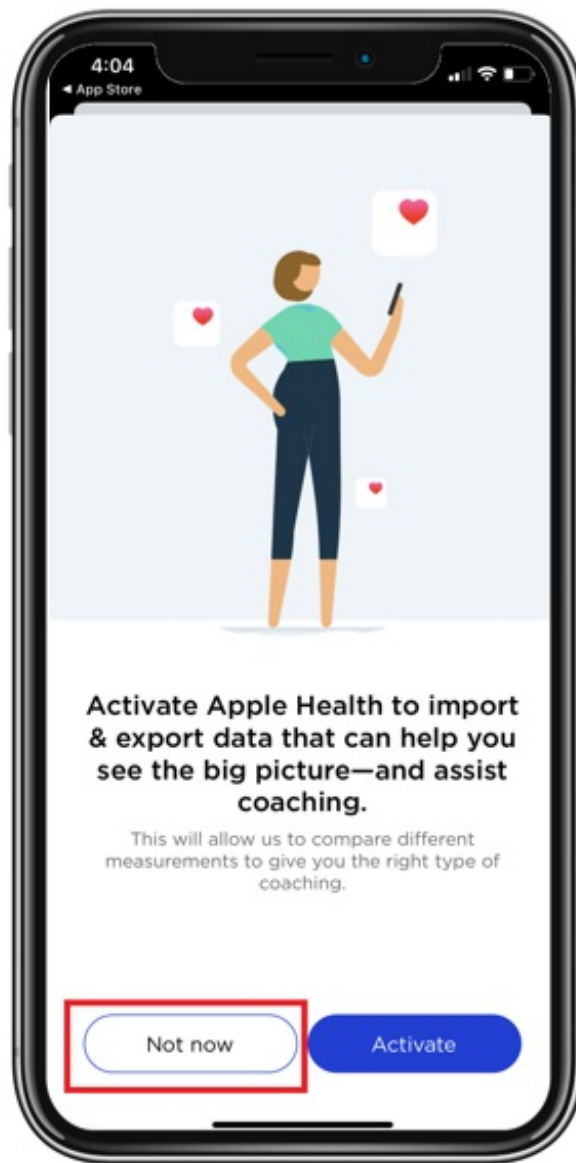 4:04
◀ App Store
Activate Apple Health to import
& export data that can help you
see the big picture—and assist
coaching.
This will allow us to compare different
measurements to give you the right type of
coaching.
Not now
Activate